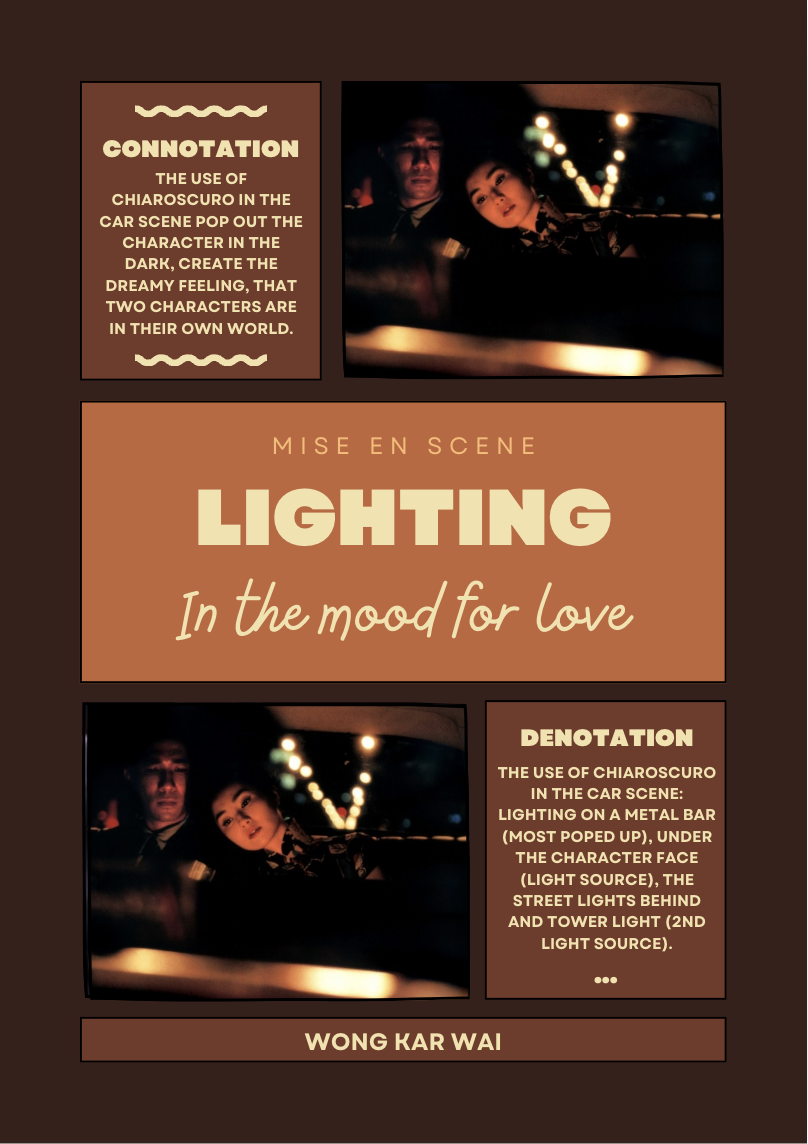 CONNOTATION
THE USE OF
CHIAROSCURO IN THE
CAR SCENE POP OUT THE
CHARACTER IN THE
DARK, CREATE THE
DREAMY FEELING, THAT
TWO CHARACTERS ARE
IN THEIR OWN WORLD.
MISE EN SCENE
LIGHTING
In the mood for love
DENOTATION
THE USE OF CHIAROSCURO
IN THE CAR SCENE:
LIGHTING ON A METAL BAR
(MOST POPED UP), UNDER
THE CHARACTER FACE
(LIGHT SOURCE), THE
STREET LIGHTS BEHIND
AND TOWER LIGHT (2ND
LIGHT SOURCE).
WONG KAR WAI